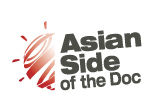 Asian
Side
of the Doc